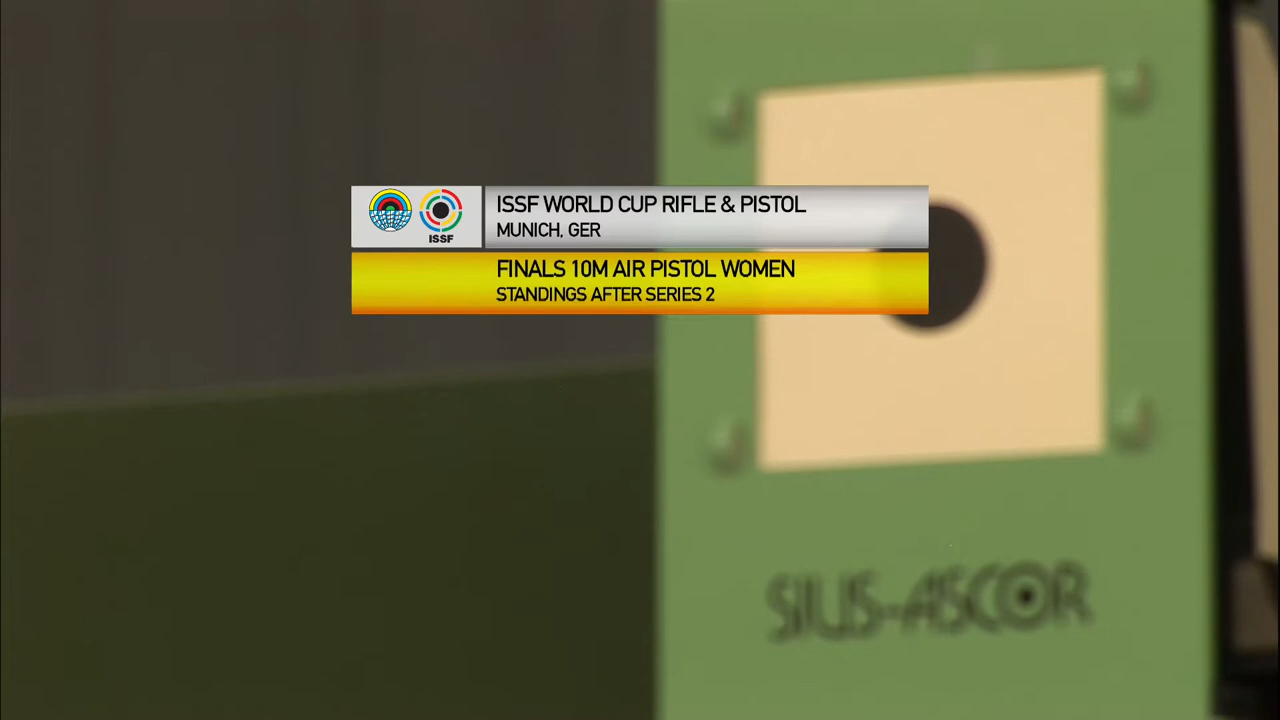 ISSF WORLD CUP RIFLE & PISTOL
MUNICH, GER
ISSF
FINALS 10M AIR PISTOL WOMEN
STANDINGS AFTER SERIES 2
SIUS-ASCOR